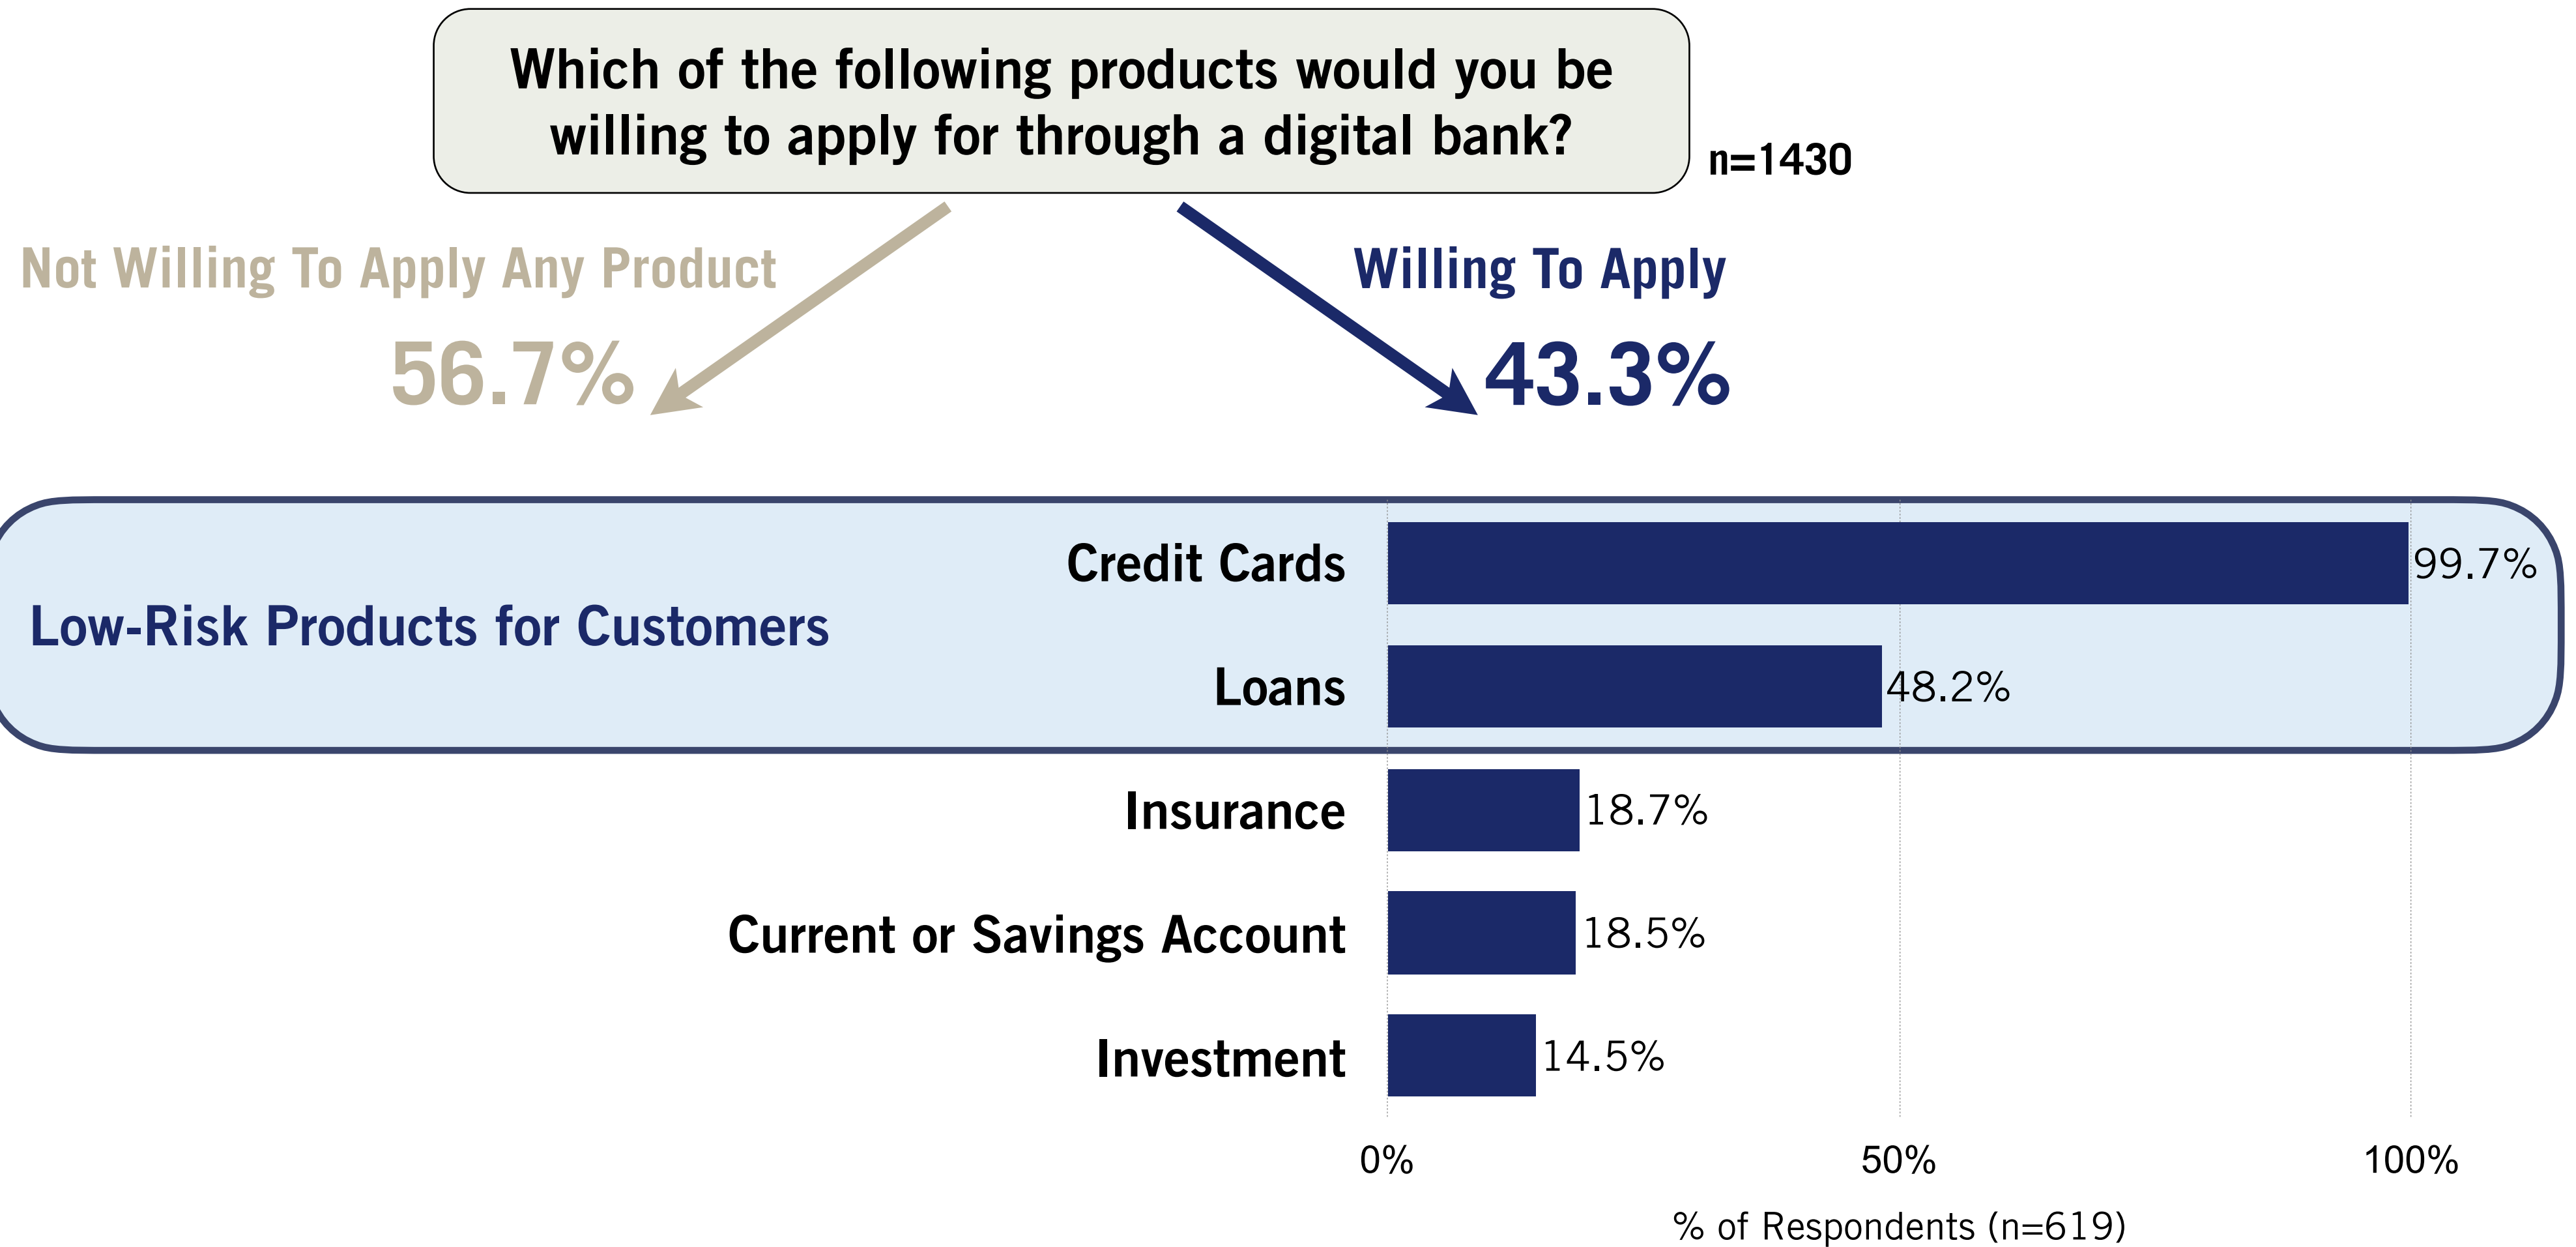 Which of the following products would you be
willing to apply for through a digital bank?
n=1430
Not Willing To Apply Any Product
56.7%
Willing To Apply
43.3%
Low-Risk Products for Customers
Credit Cards 99.7%
Loans 48.2%
Insurance 18.7%
Current or Savings Account 18.5%
Investment 14.5%
0% 50% 100%
% of Respondents (n=619)